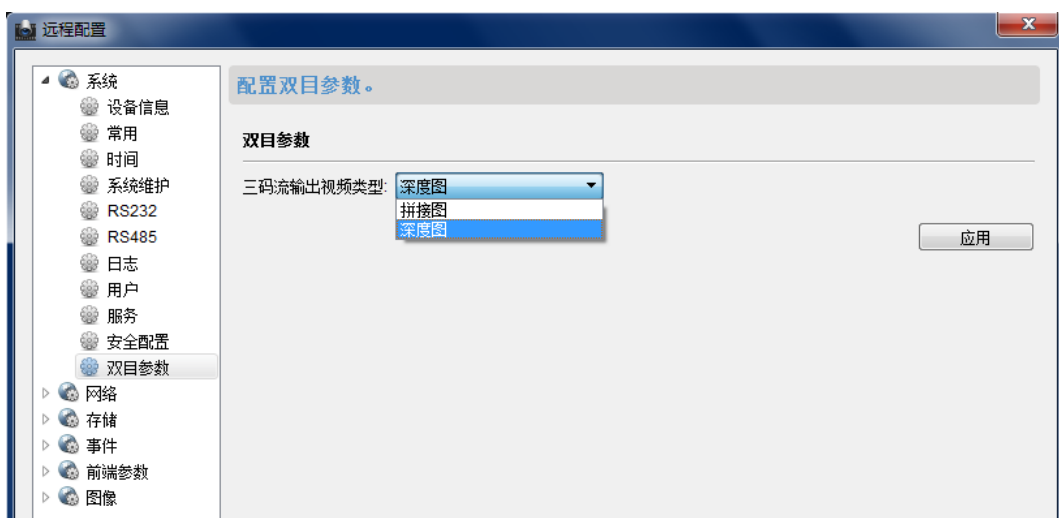 远程配置
系统
设备信息
常用
时间
系统维护
RS232
RS485
日志
用户
服务
安全配置
双目参数
网络
存储
事件
前端参数
图像
配置双目参数。
双目参数
三码流输出视频类型: 深度图
拼接图
深度图
应用